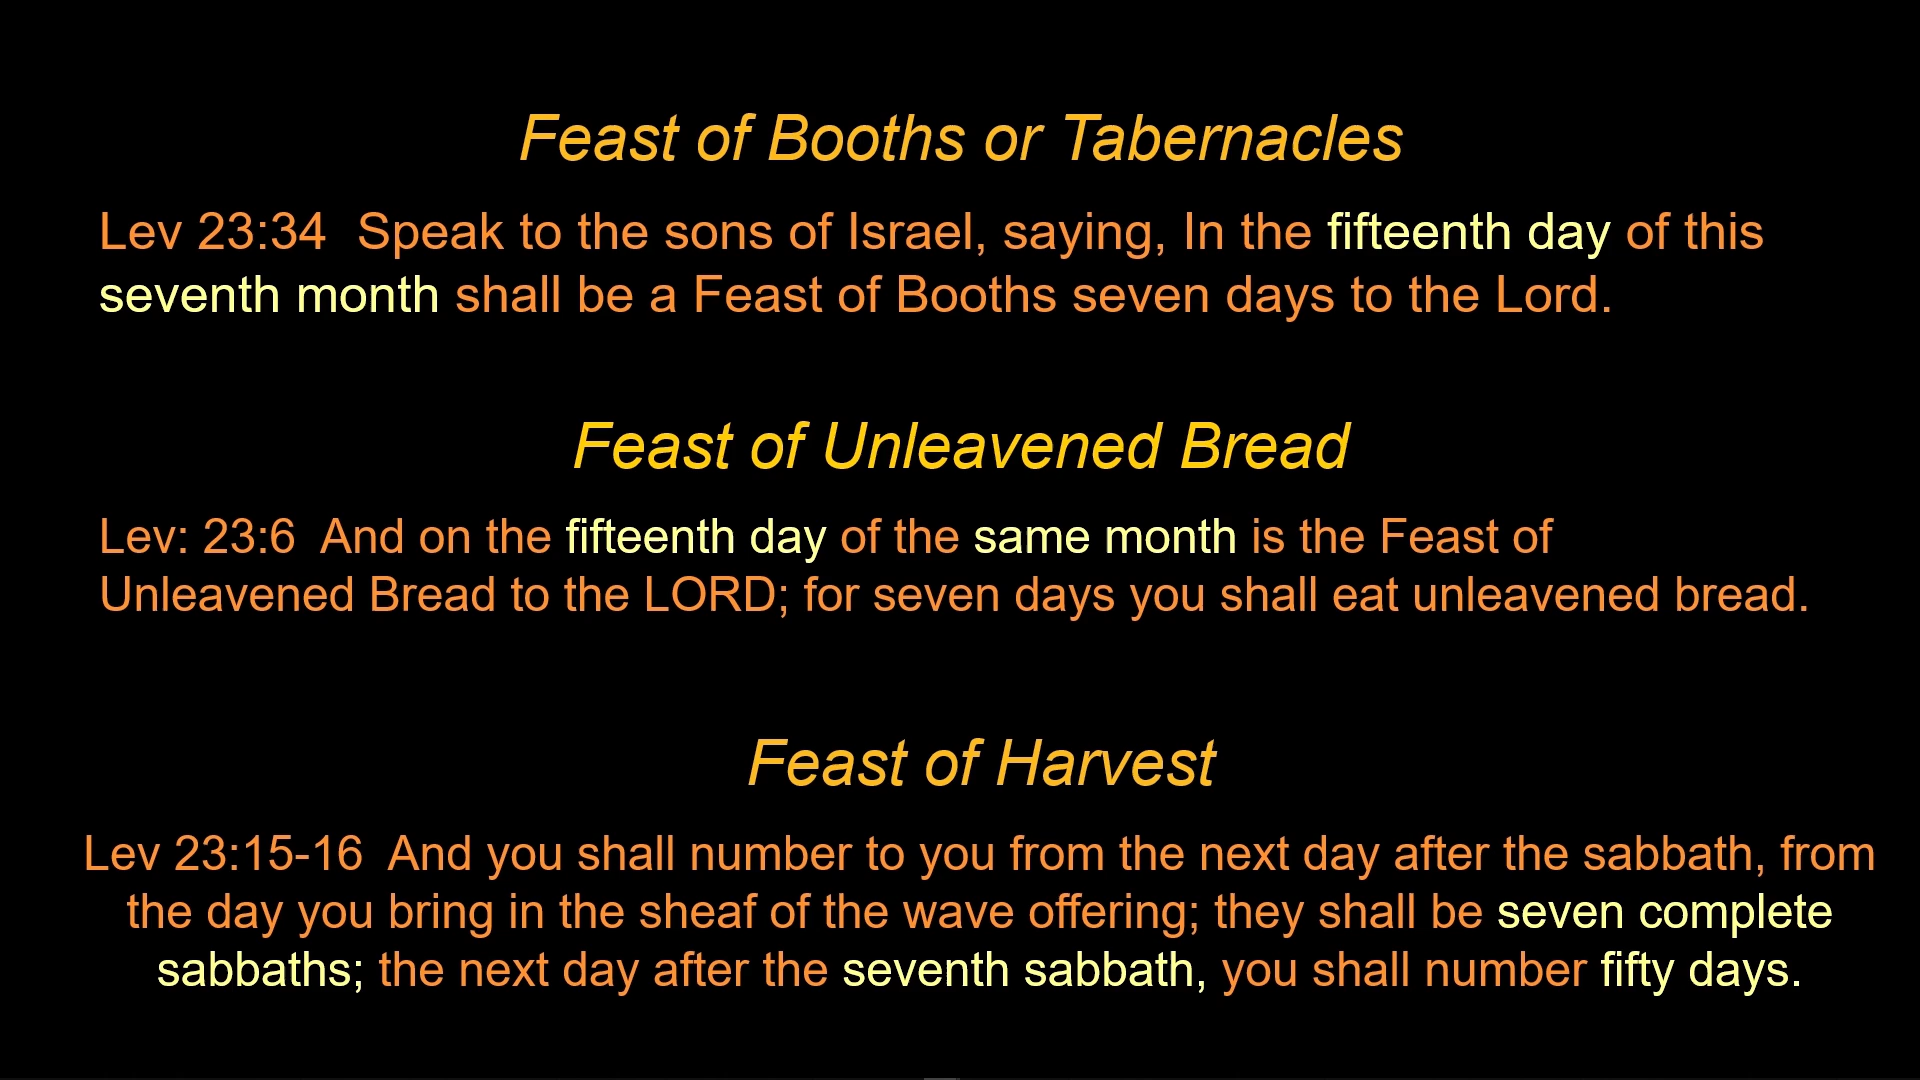 Feast of Booths or Tabernacles
Lev 23:34  Speak to the sons of Israel, saying, In the fifteenth day of this
seventh month shall be a Feast of Booths seven days to the Lord.
Feast of Unleavened Bread
Lev: 23:6  And on the fifteenth day of the same month is the Feast of
Unleavened Bread to the LORD; for seven days you shall eat unleavened bread.
Feast of Harvest
Lev 23:15-16  And you shall number to you from the next day after the sabbath, from
the day you bring in the sheaf of the wave offering; they shall be seven complete
sabbaths; the next day after the seventh sabbath, you shall number fifty days.